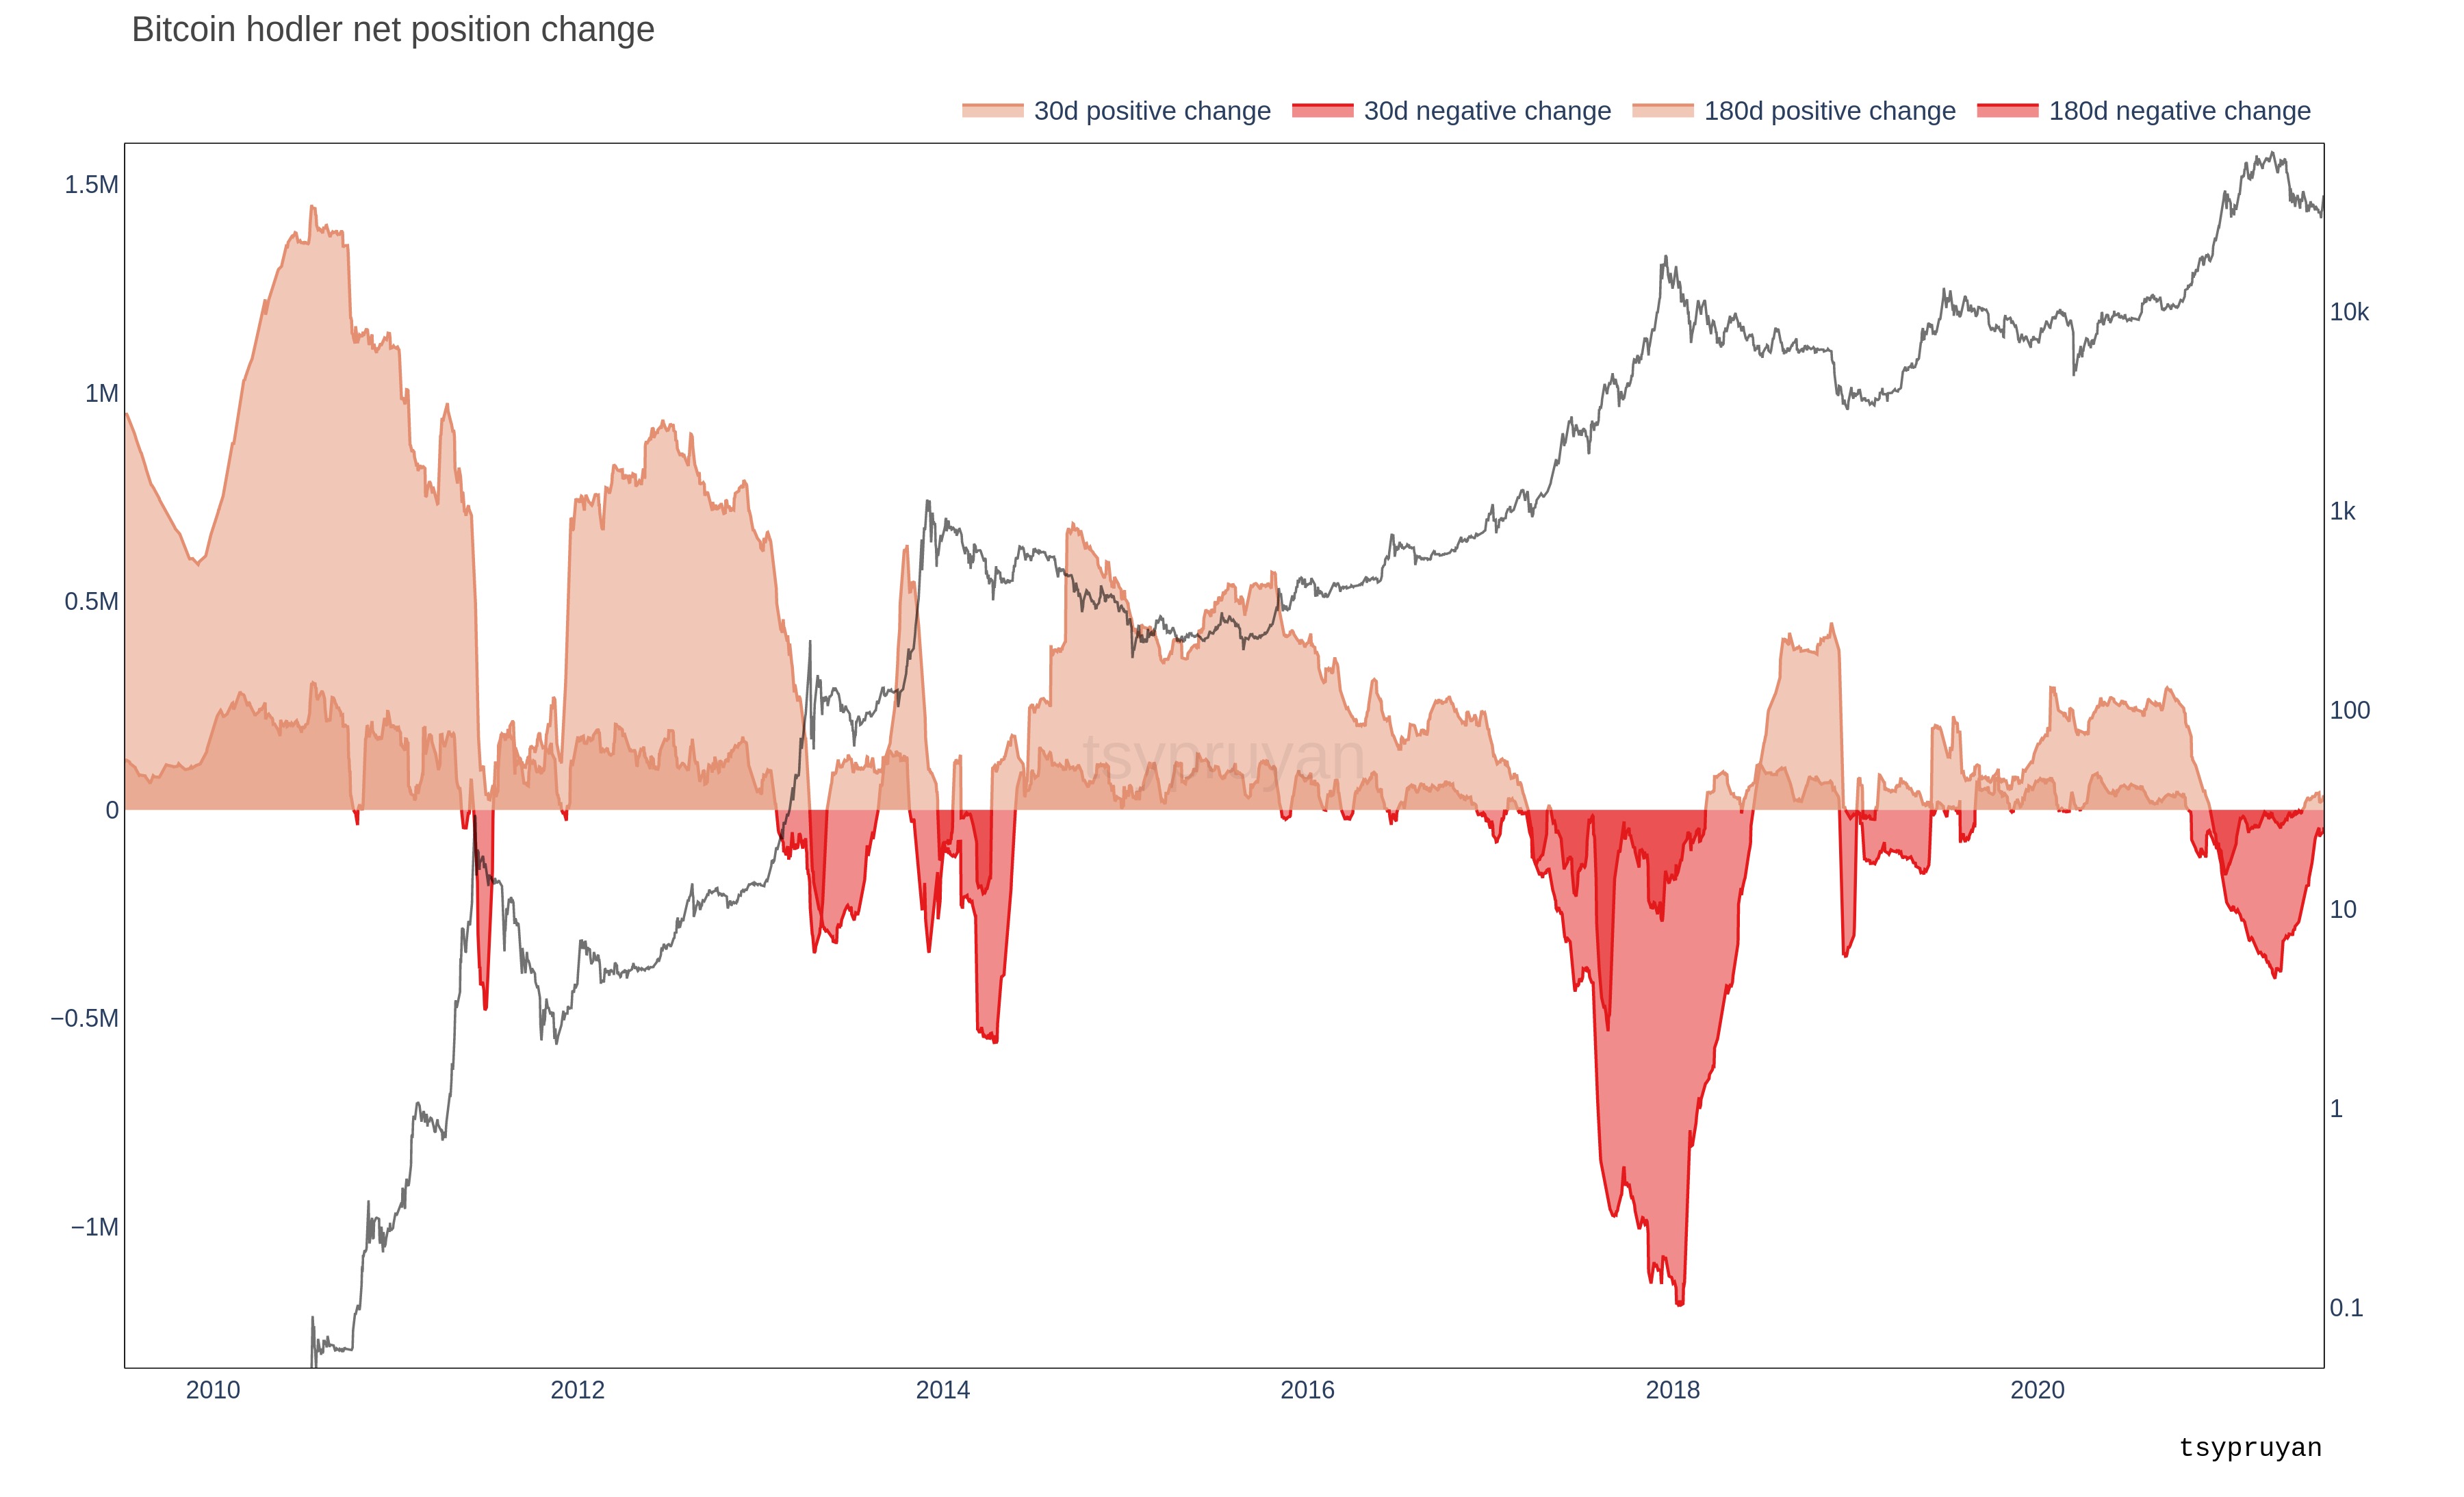 Bitcoin hodler net position change
30d positive change 30d negative change 180d positive change 180d negative change
1.5M
1M
0.5M
0
−0.5M
−1M
10k
1k
100
10
1
0.1
tsypruyan
2010 2012 2014 2016 2018 2020
tsypruyan